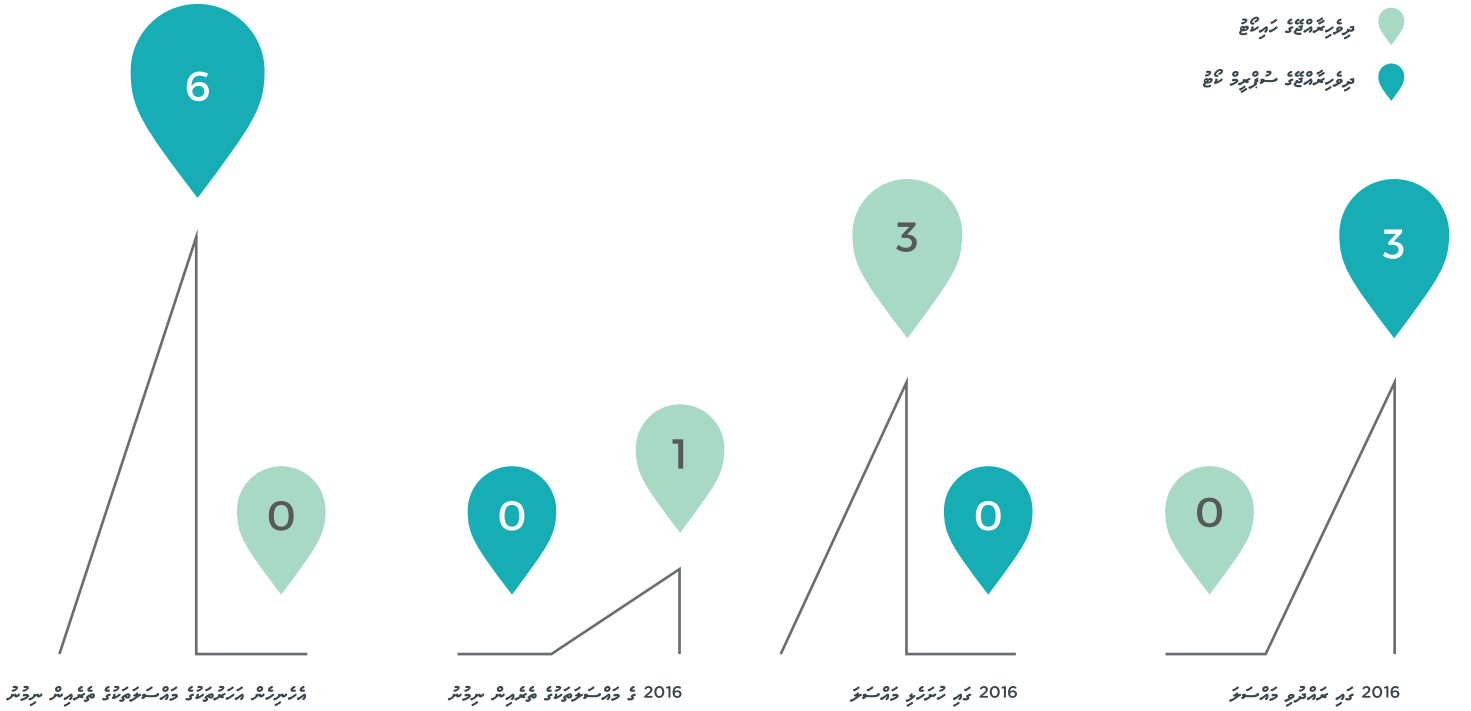 ދިވެހިރާއްޖޭގެ ހައިކޯޓު
ދިވެހިރާއްޖޭގެ ސުޕްރީމް ކޯޓު
3
0
0
3
1
0
0
6
2016 ގައި ރައްދުވި މައްސަލަ
2016 ގައި ހުށަހެޅި މައްސަލަ
2016 ގެ މައްސަލަތަކުގެ ތެރެއިން ނިމުނު
އެހެނިހެން އަހަރުތަކުގެ މައްސަލަތަކުގެ ތެރެއިން ނިމުނު